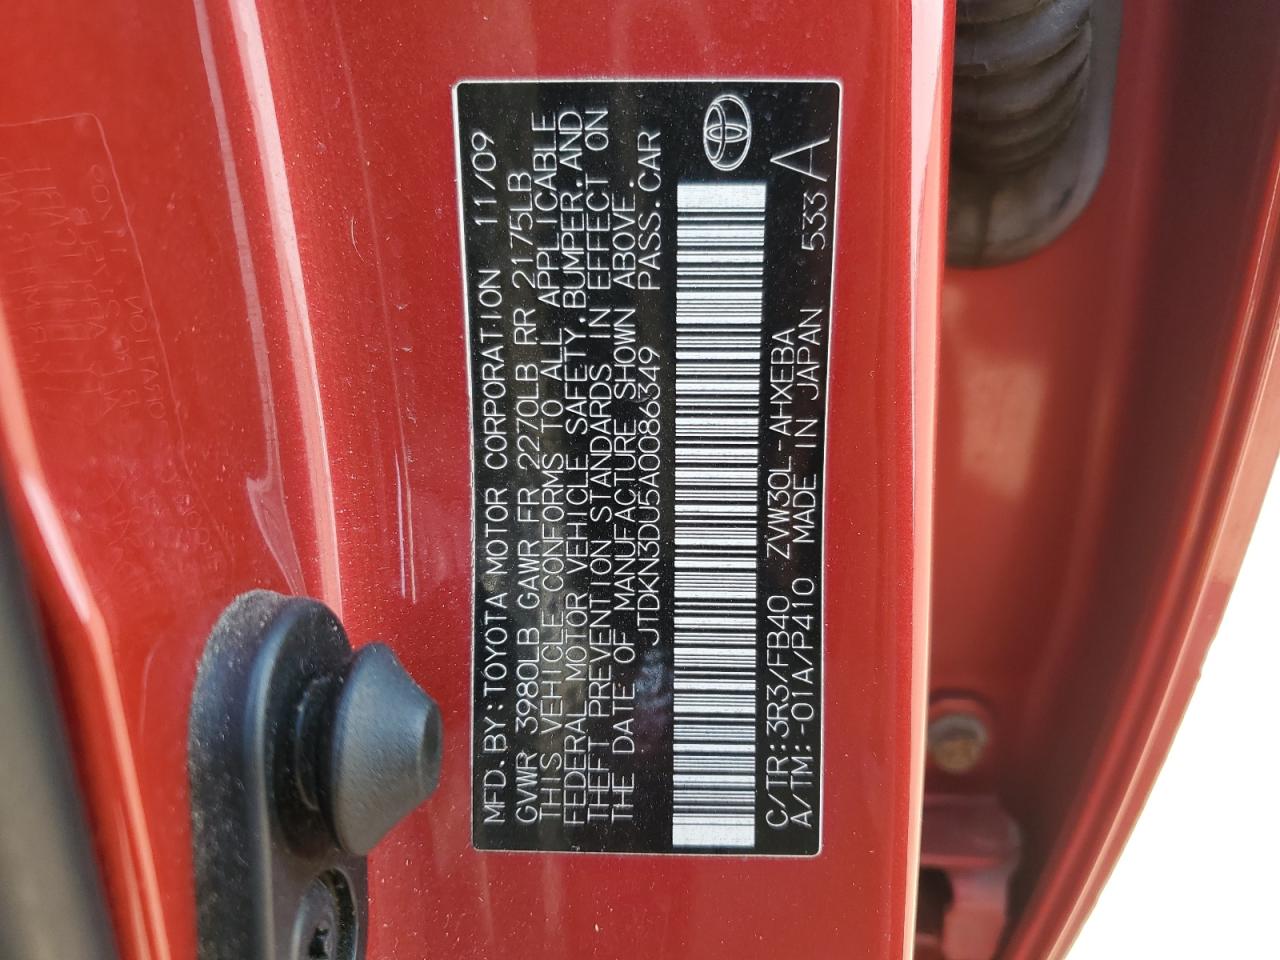 MFD.BY:TOYOTA MOTOR CORPORATION 11/09
GVWR 3980LB GAWR FR 2270LB RR 2175LB
THIS VEHICLE CONFORMS TO ALL APPLICABLE
FEDERAL MOTOR VEHICLE SAFETY,BUMPER,AND
THEFT PREVENTION STANDARDS IN EFFECT ON
THE DATE OF MANUFACTURE SHOWN ABOVE.
JTDKN3DU5A0086349 PASS.CAR
C/TR:3R3/FB40 ZVW30L-AHXEBA
A/TM:-01A/P410 MADE IN JAPAN 533 A